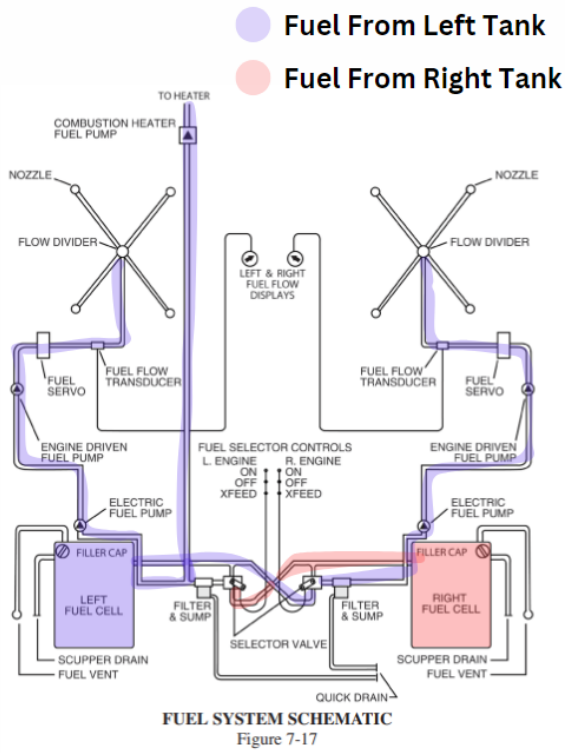 Fuel From Left Tank
Fuel From Right Tank
TO HEATER
COMBUSTION HEATER
FUEL PUMP
NOZZLE
NOZZLE
FLOW DIVIDER
FLOW DIVIDER
LEFT & RIGHT
FUEL FLOW
DISPLAYS
FUEL FLOW
TRANSDUCER
FUEL
SERVO
FUEL FLOW
TRANSDUCER
FUEL
SERVO
ENGINE DRIVEN
FUEL PUMP
FUEL SELECTOR CONTROLS
L. ENGINE R. ENGINE
ON ON
OFF OFF
XFEED XFEED
ENGINE DRIVEN
FUEL PUMP
ELECTRIC
FUEL PUMP
ELECTRIC
FUEL PUMP
FILLER CAP
FILLER CAP
LEFT
FUEL CELL
FILTER
& SUMP
FILTER
& SUMP
RIGHT
FUEL CELL
SELECTOR VALVE
SCUPPER DRAIN
FUEL VENT
SCUPPER DRAIN
FUEL VENT
QUICK DRAIN
FUEL SYSTEM SCHEMATIC
Figure 7-17